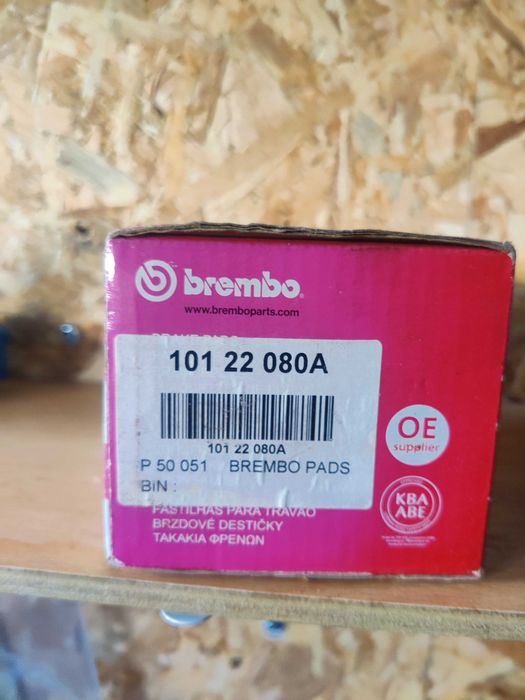 brembo
www.bremboparts.com
101 22 080A
101 22 080A
P 50 051 BREMBO PADS
BIN :
OE
supplier
KBA
ABE
PASTILHAS PARA TRAVÃO
BRZDOVÉ DESTIČKY
ΤΑΚΑΚΙΑ ΦΡΕΝΩΝ